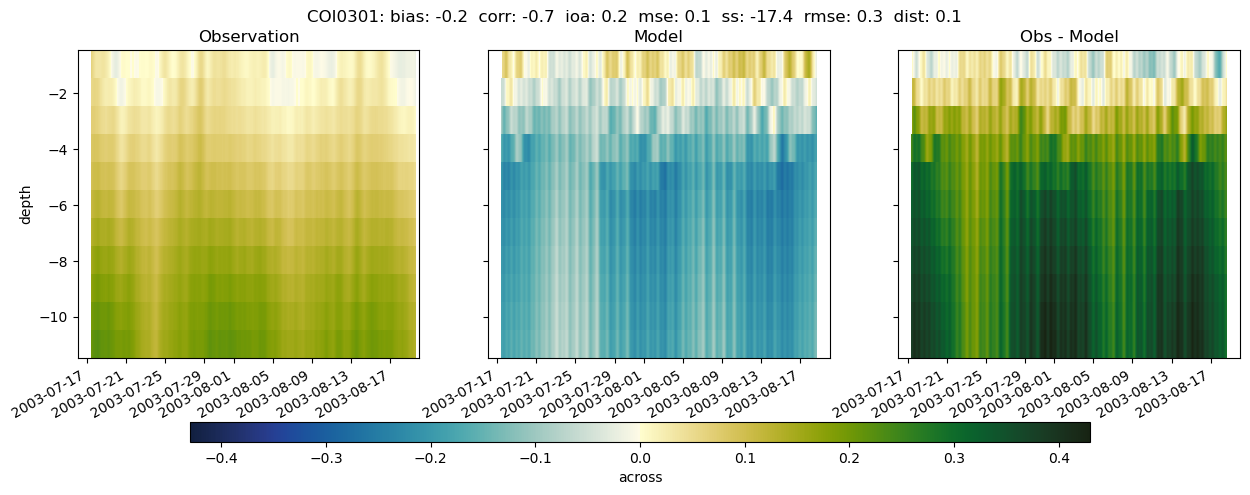 COI0301: bias: -0.2  corr: -0.7  ioa: 0.2  mse: 0.1  ss: -17.4  rmse: 0.3  dist: 0.1
Observation Model Obs - Model
−2
−4
−6
−8
−10
depth
2003-07-17 2003-07-21 2003-07-25 2003-07-29 2003-08-01 2003-08-05 2003-08-09 2003-08-13 2003-08-17
2003-07-17 2003-07-21 2003-07-25 2003-07-29 2003-08-01 2003-08-05 2003-08-09 2003-08-13 2003-08-17
2003-07-17 2003-07-21 2003-07-25 2003-07-29 2003-08-01 2003-08-05 2003-08-09 2003-08-13 2003-08-17
−0.4 −0.3 −0.2 −0.1 0.0 0.1 0.2 0.3 0.4
across